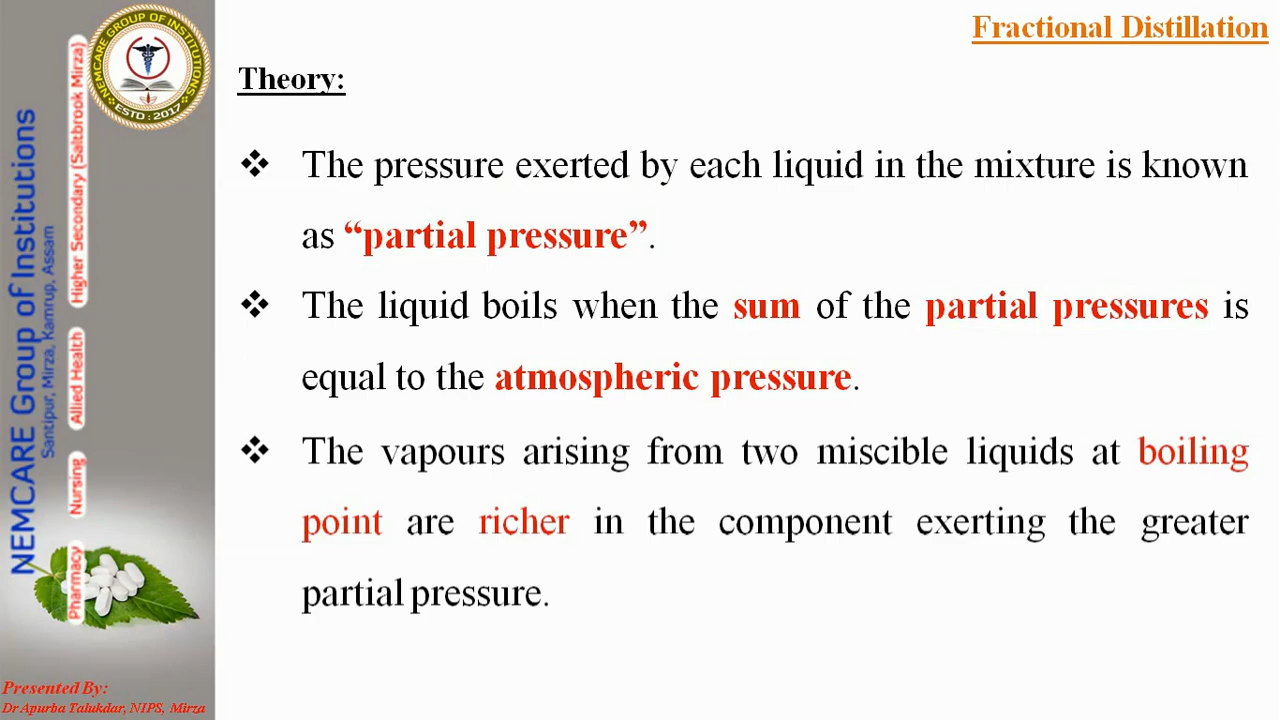 Fractional Distillation
Theory:
❖ The pressure exerted by each liquid in the mixture is known
as “partial pressure”.
❖ The liquid boils when the sum of the partial pressures is
equal to the atmospheric pressure.
❖ The vapours arising from two miscible liquids at boiling
point are richer in the component exerting the greater
partial pressure.
NEMCARE GROUP OF INSTITUTIONS
ESTD : 2017
NEMCARE Group of Institutions
Santipur, Mirza, Kamrup, Assam
Pharmacy Nursing Allied Health Higher Secondary (Saltbrook Mirza)
Presented By:
Dr Apurba Talukdar, NIPS, Mirza